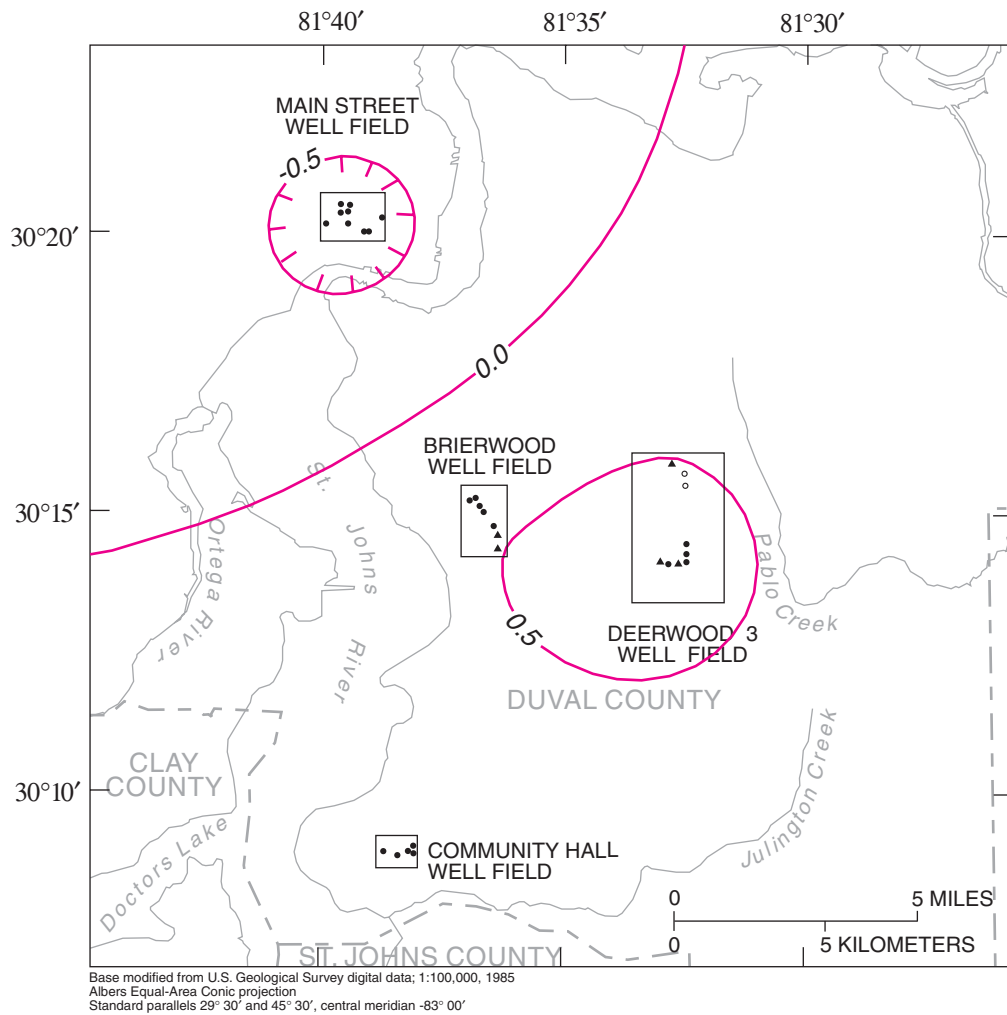 81°40′ 81°35′ 81°30′
MAIN STREET
WELL FIELD
-0.5
30°20′
0.0
BRIERWOOD
WELL FIELD
St.
Johns
River
30°15′
Ortega
River
Pablo Creek
0.5
DEERWOOD 3
WELL FIELD
DUVAL COUNTY
CLAY
COUNTY
30°10′
Doctors Lake
Julington Creek
COMMUNITY HALL
WELL FIELD
0 5 MILES
0 5 KILOMETERS
ST. JOHNS COUNTY
Base modified from U.S. Geological Survey digital data; 1:100,000, 1985
Albers Equal-Area Conic projection
Standard parallels 29° 30′ and 45° 30′, central meridian -83° 00′